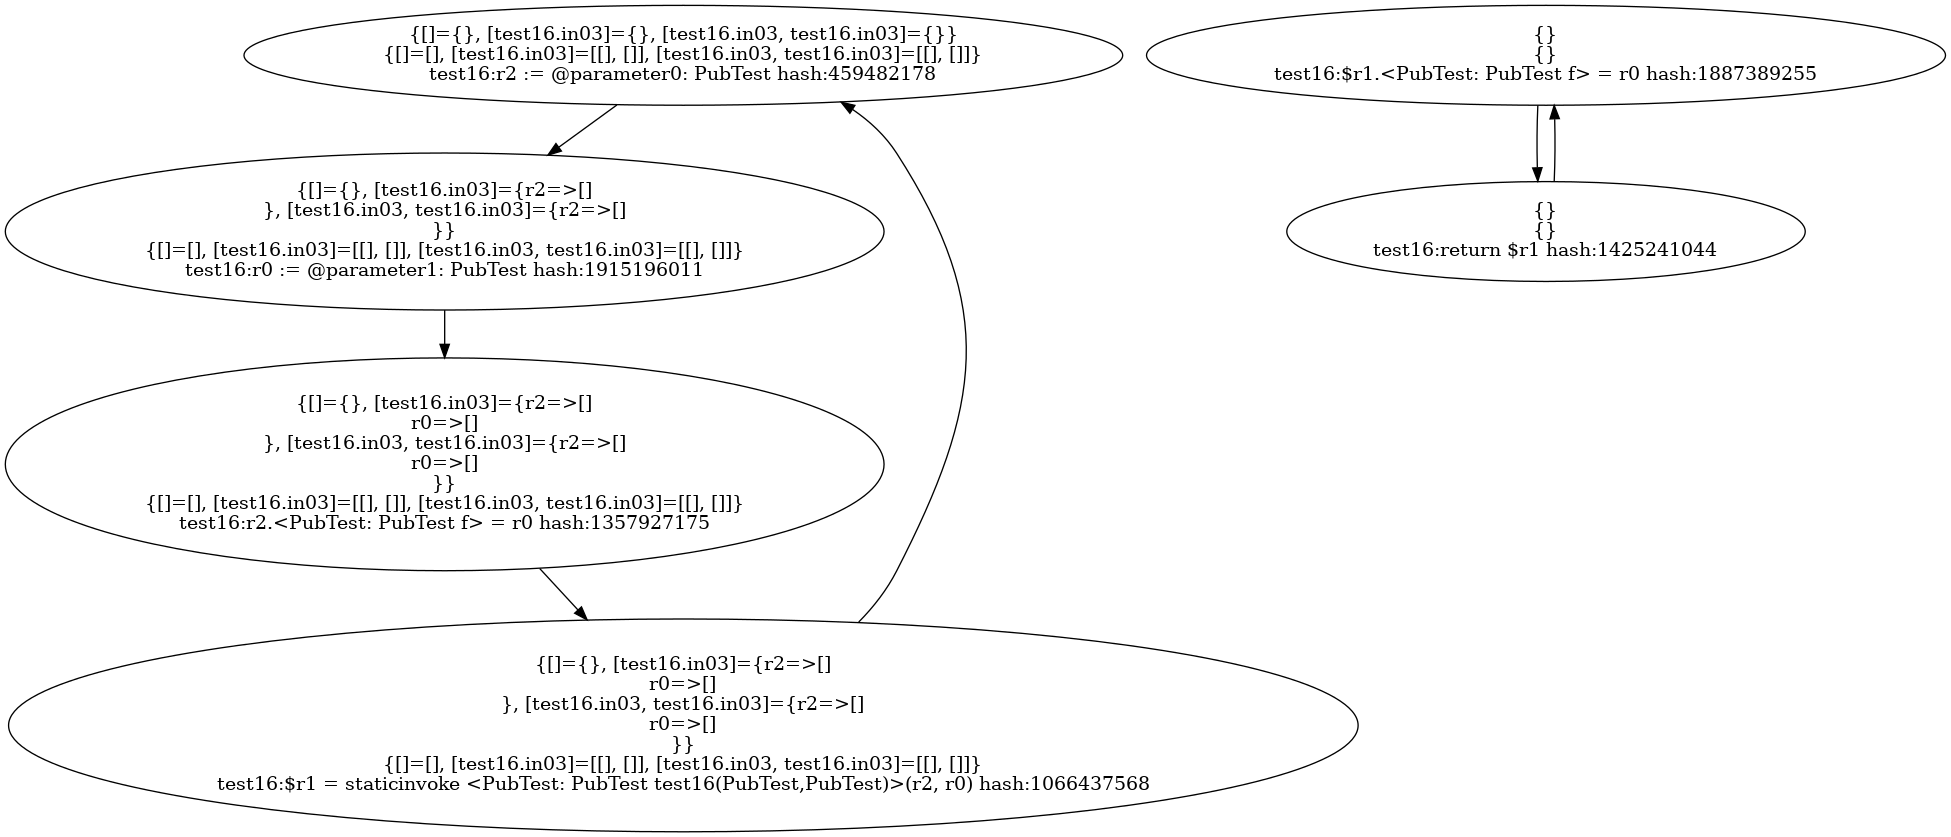 {[]={}, [test16.in03]={}, [test16.in03, test16.in03]={}}
{[]=[], [test16.in03]=[[], []], [test16.in03, test16.in03]=[[], []]}
test16:r2 := @parameter0: PubTest hash:459482178
{[]={}, [test16.in03]={r2=>[]
}, [test16.in03, test16.in03]={r2=>[]
}}
{[]=[], [test16.in03]=[[], []], [test16.in03, test16.in03]=[[], []]}
test16:r0 := @parameter1: PubTest hash:1915196011
{[]={}, [test16.in03]={r2=>[]
r0=>[]
}, [test16.in03, test16.in03]={r2=>[]
r0=>[]
}}
{[]=[], [test16.in03]=[[], []], [test16.in03, test16.in03]=[[], []]}
test16:r2.<PubTest: PubTest f> = r0 hash:1357927175
{[]={}, [test16.in03]={r2=>[]
r0=>[]
}, [test16.in03, test16.in03]={r2=>[]
r0=>[]
}}
{[]=[], [test16.in03]=[[], []], [test16.in03, test16.in03]=[[], []]}
test16:$r1 = staticinvoke <PubTest: PubTest test16(PubTest,PubTest)>(r2, r0) hash:1066437568
{}
{}
test16:$r1.<PubTest: PubTest f> = r0 hash:1887389255
{}
{}
test16:return $r1 hash:1425241044